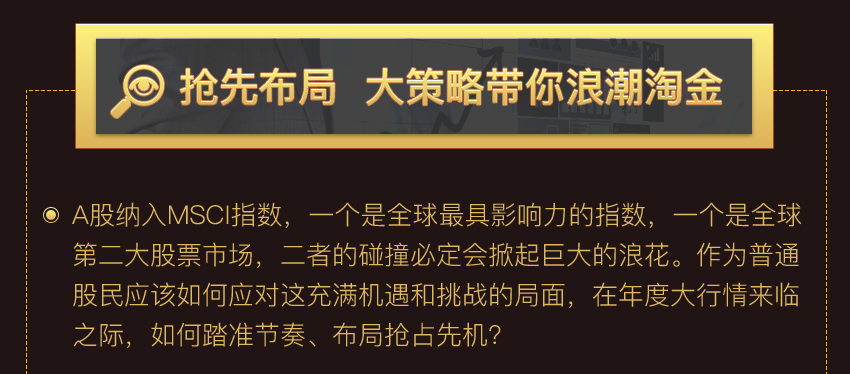 抢先布局 大策略带你浪潮淘金
A股纳入MSCI指数，一个是全球最具影响力的指数，一个是全球
第二大股票市场，二者的碰撞必定会掀起巨大的浪花。作为普通
股民应该如何应对这充满机遇和挑战的局面，在年度大行情来临
之际，如何踏准节奏、布局抢占先机？